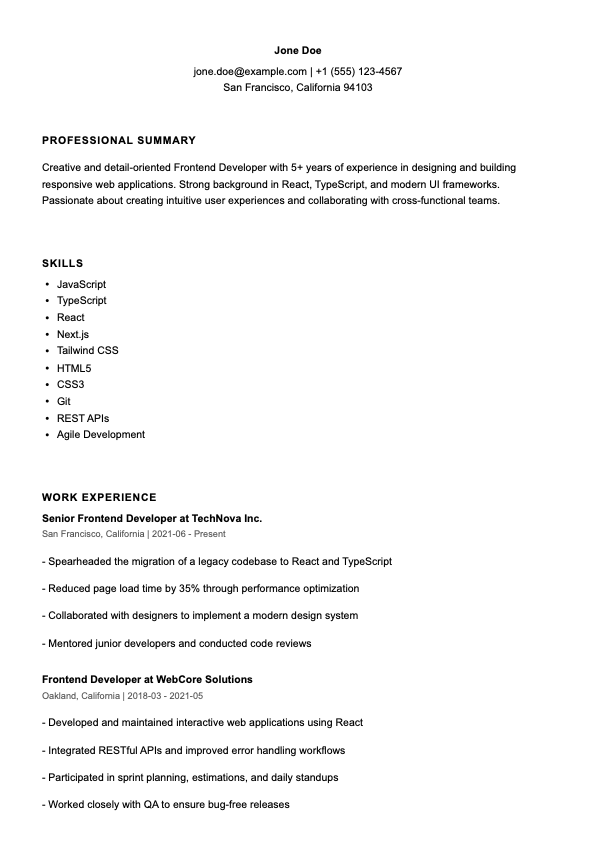 Jone Doe
jone.doe@example.com | +1 (555) 123-4567
San Francisco, California 94103
PROFESSIONAL SUMMARY
Creative and detail-oriented Frontend Developer with 5+ years of experience in designing and building
responsive web applications. Strong background in React, TypeScript, and modern UI frameworks.
Passionate about creating intuitive user experiences and collaborating with cross-functional teams.
SKILLS
• JavaScript
• TypeScript
• React
• Next.js
• Tailwind CSS
• HTML5
• CSS3
• Git
• REST APIs
• Agile Development
WORK EXPERIENCE
Senior Frontend Developer at TechNova Inc.
San Francisco, California | 2021-06 - Present
- Spearheaded the migration of a legacy codebase to React and TypeScript
- Reduced page load time by 35% through performance optimization
- Collaborated with designers to implement a modern design system
- Mentored junior developers and conducted code reviews
Frontend Developer at WebCore Solutions
Oakland, California | 2018-03 - 2021-05
- Developed and maintained interactive web applications using React
- Integrated RESTful APIs and improved error handling workflows
- Participated in sprint planning, estimations, and daily standups
- Worked closely with QA to ensure bug-free releases